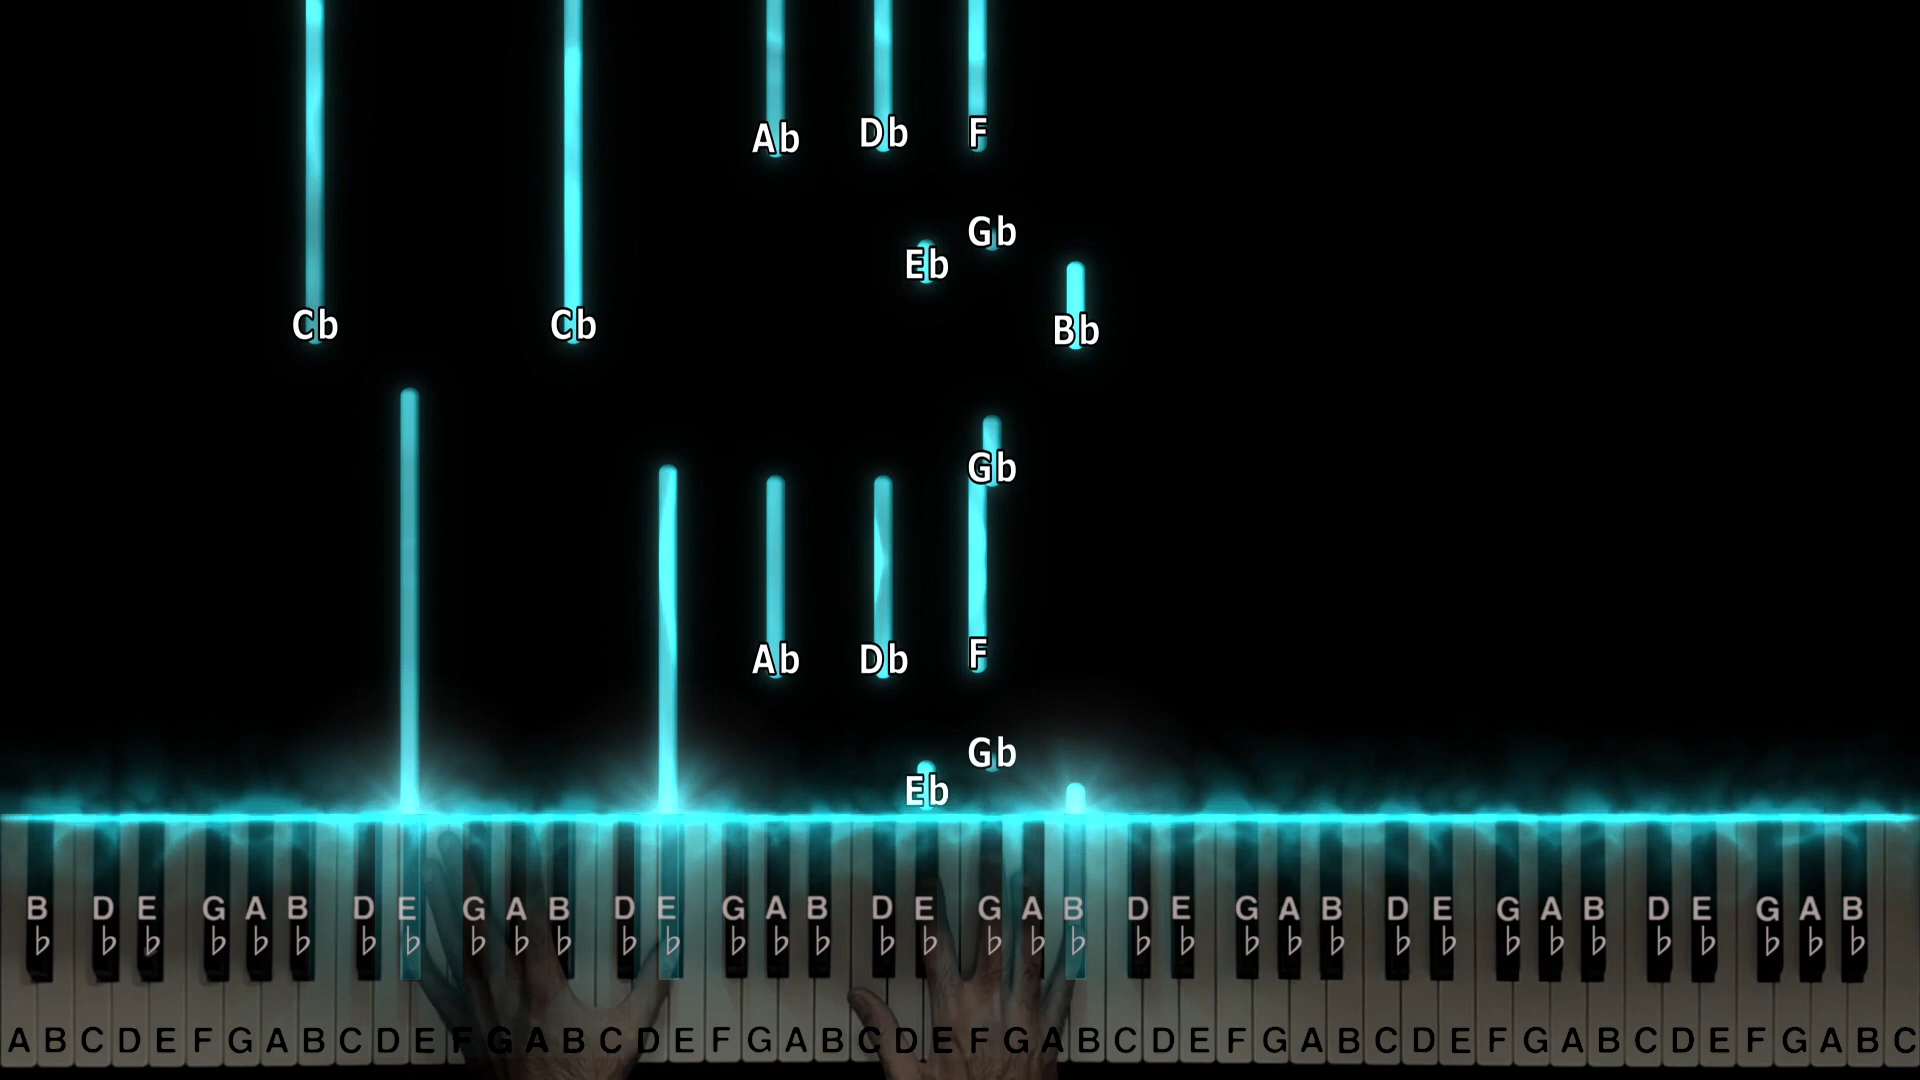 Ab Db F
Gb
Eb
Cb Cb Bb
Gb
Ab Db F
Gb
Eb
B D E G A B D E G A B D E G A B D E G A B D E G A B D E G A B D E G A B
♭ ♭ ♭ ♭ ♭ ♭ ♭ ♭ ♭ ♭ ♭ ♭ ♭ ♭ ♭ ♭ ♭ ♭ ♭ ♭ ♭ ♭ ♭ ♭ ♭ ♭ ♭ ♭ ♭ ♭ ♭ ♭ ♭ ♭ ♭ ♭
A B C D E F G A B C D E F G A B C D E F G A B C D E F G A B C D E F G A B C D E F G A B C D E F G A B C